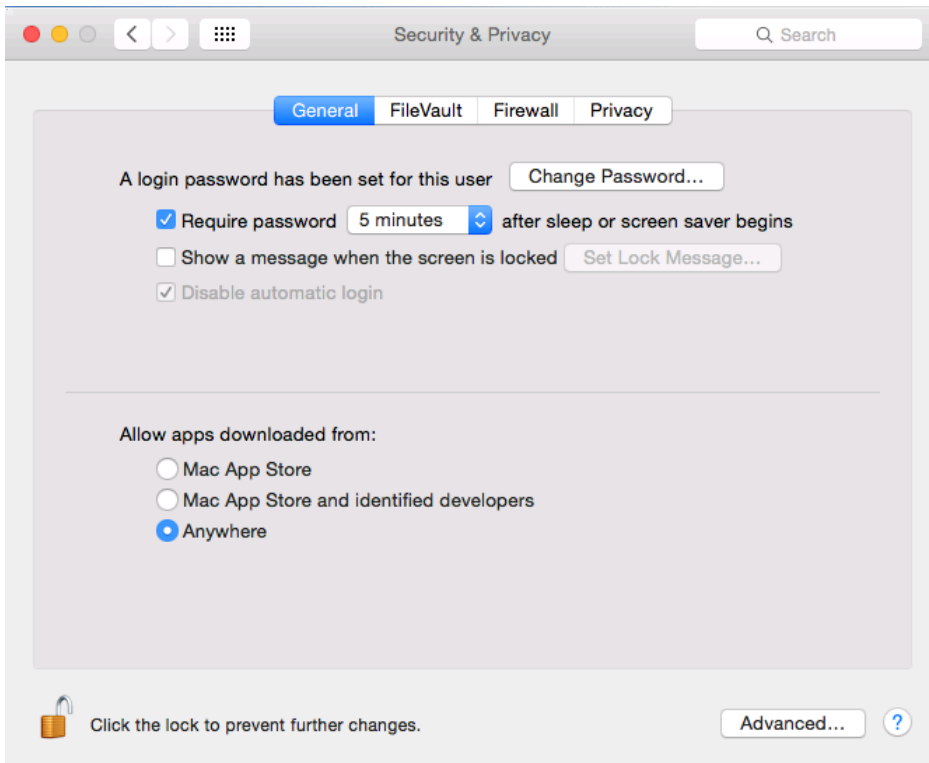 Security & Privacy Search
General FileVault Firewall Privacy
A login password has been set for this user Change Password...
Require password 5 minutes after sleep or screen saver begins
Show a message when the screen is locked Set Lock Message...
Disable automatic login
Allow apps downloaded from:
Mac App Store
Mac App Store and identified developers
Anywhere
Click the lock to prevent further changes. Advanced... ?